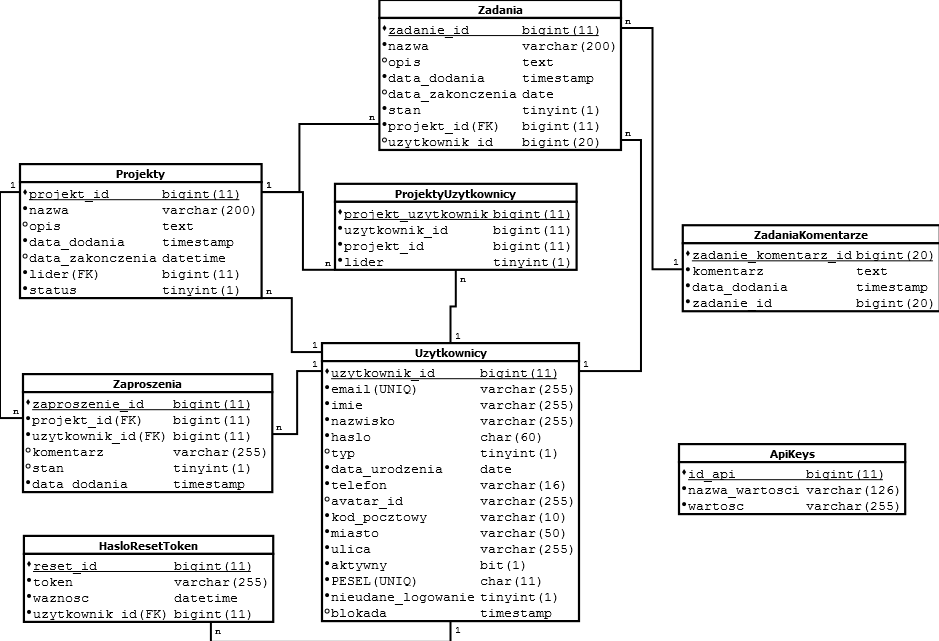 Zadania
zadanie_id bigint(11)
nazwa varchar(200)
opis text
data_dodania timestamp
data_zakonczenia date
stan tinyint(1)
projekt_id(FK) bigint(11)
uzytkownik_id bigint(20)
n
n
n
Projekty
projekt_id bigint(11)
nazwa varchar(200)
opis text
data_dodania timestamp
data_zakonczenia datetime
lider(FK) bigint(11)
status tinyint(1)
1
1
n
ProjektyUzytkownicy
projekt_uzytkownik bigint(11)
uzytkownik_id bigint(11)
projekt_id bigint(11)
lider tinyint(1)
n
n
ZadaniaKomentarze
zadanie_komentarz_id bigint(20)
komentarz text
data_dodania timestamp
zadanie_id bigint(20)
1
Uzytkownicy
uzytkownik_id bigint(11)
email(UNIQ) varchar(255)
imie varchar(255)
nazwisko varchar(255)
haslo char(60)
typ tinyint(1)
data_urodzenia date
telefon varchar(16)
avatar_id varchar(255)
kod_pocztowy varchar(10)
miasto varchar(50)
ulica varchar(255)
aktywny bit(1)
PESEL(UNIQ) char(11)
nieudane_logowanie tinyint(1)
blokada timestamp
1
1
1
1
1
Zaproszenia
zaproszenie_id bigint(11)
projekt_id(FK) bigint(11)
uzytkownik_id(FK) bigint(11)
komentarz varchar(255)
stan tinyint(1)
data_dodania timestamp
n
n
ApiKeys
id_api bigint(11)
nazwa_wartosci varchar(126)
wartosc varchar(255)
HasloResetToken
reset_id bigint(11)
token varchar(255)
waznosc datetime
uzytkownik_id(FK) bigint(11)
n